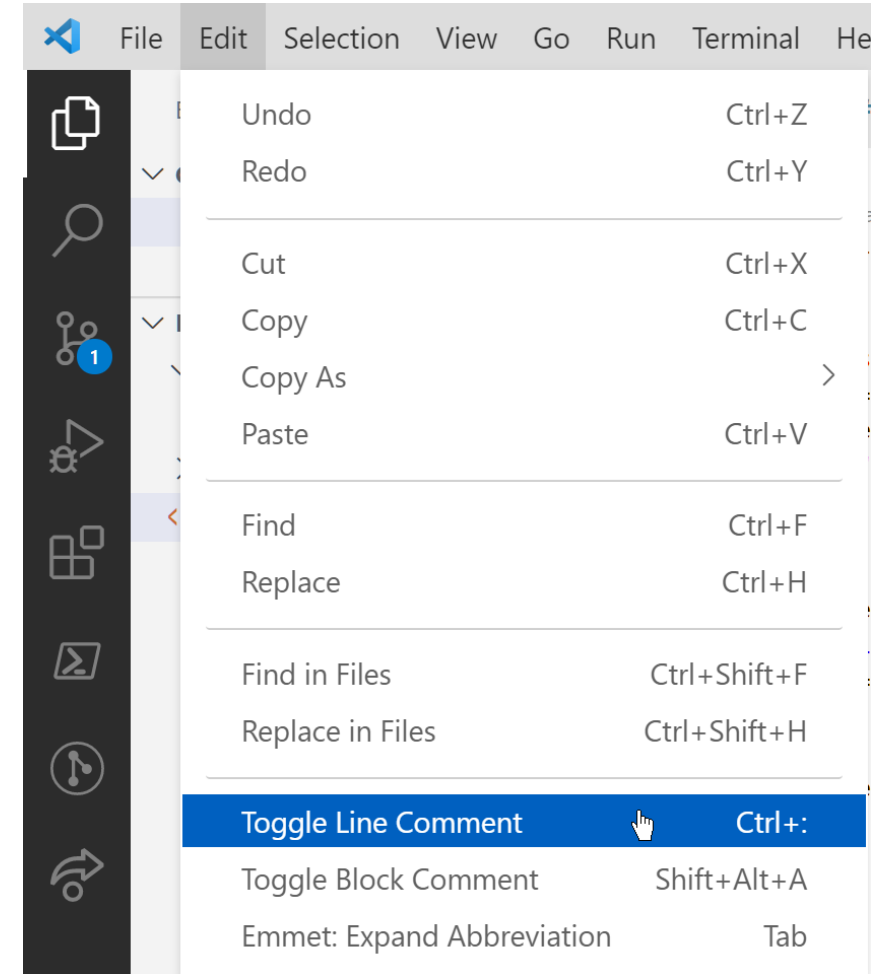 File Edit Selection View Go Run Terminal He
Undo Ctrl+Z
Redo Ctrl+Y
Cut Ctrl+X
Copy Ctrl+C
1
Copy As
Paste Ctrl+V
Find Ctrl+F
Replace Ctrl+H
Find in Files Ctrl+Shift+F
Replace in Files Ctrl+Shift+H
Toggle Line Comment Ctrl+:
Toggle Block Comment Shift+Alt+A
Emmet: Expand Abbreviation Tab